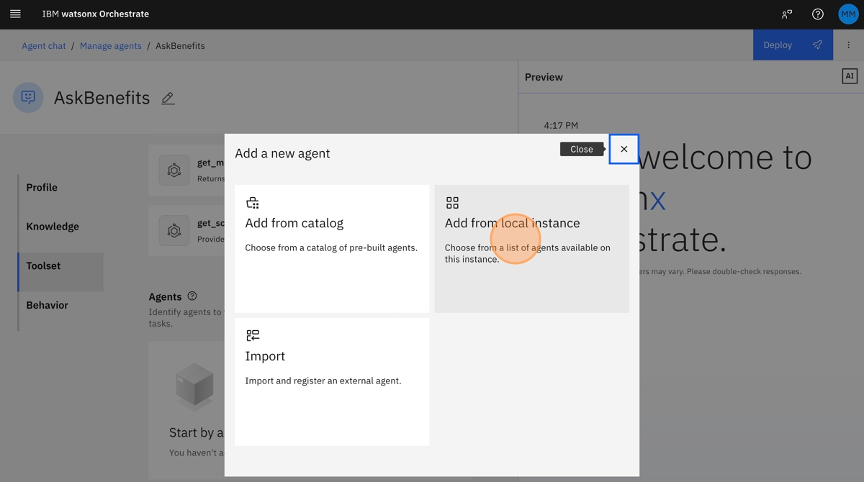 IBM watsonx Orchestrate
MM
Agent chat / Manage agents / AskBenefits
Deploy
AskBenefits
Preview
AI
4:17 PM
welcome to
x
strate.
ers may vary. Please double-check responses.
Profile
Knowledge
Toolset
Behavior
get_m
Returns
get_sc
Provide
Agents
Identify agents to
tasks.
Start by a
You haven't a
Add a new agent
Close
Add from catalog
Choose from a catalog of pre-built agents.
Add from local instance
Choose from a list of agents available on
this instance.
Import
Import and register an external agent.